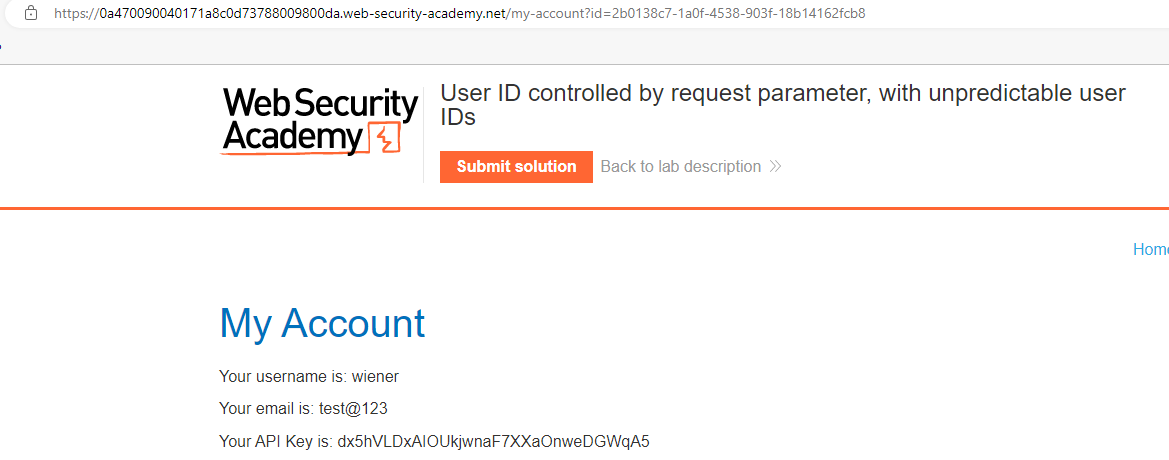 https://0a470090040171a8c0d73788009800da.web-security-academy.net/my-account?id=2b0138c7-1a0f-4538-903f-18b14162fcb8
Web Security
Academy
User ID controlled by request parameter, with unpredictable user
IDs
Submit solution
Back to lab description
Home
My Account
Your username is: wiener
Your email is: test@123
Your API Key is: dx5hVLDxAIOUkjwnaF7XXaOnweDGWqA5